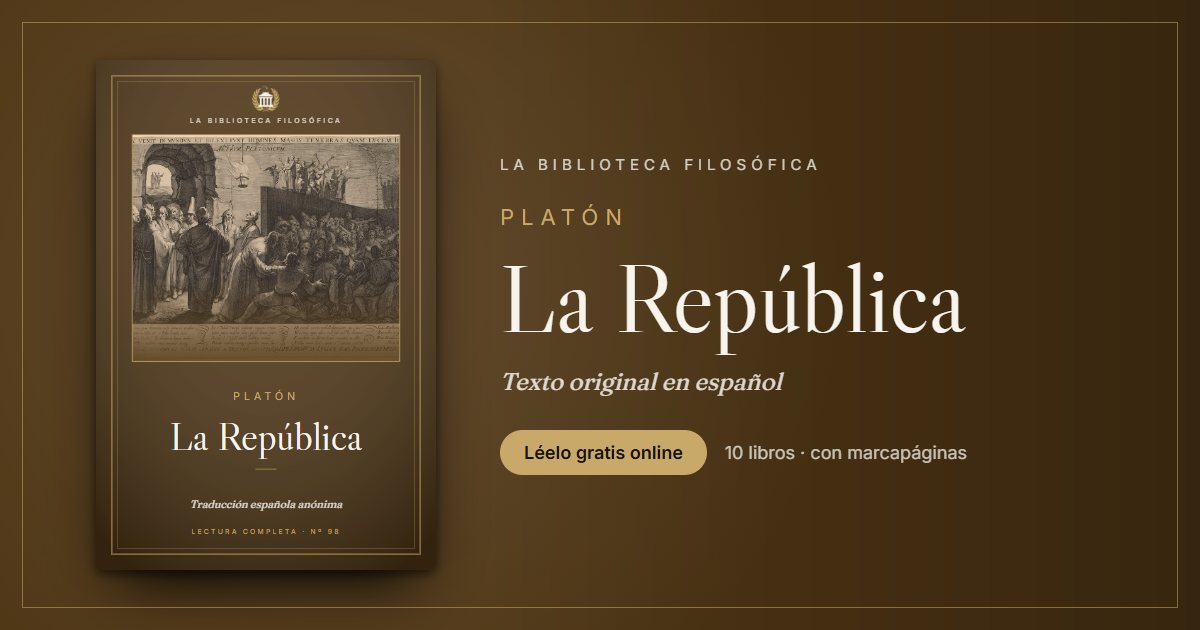 LA BIBLIOTECA FILOSÓFICA
PLATÓN
La República
Traducción española anónima
LECTURA COMPLETA · Nº 98
LA BIBLIOTECA FILOSÓFICA
PLATÓN
La República
Texto original en español
Léelo gratis online
10 libros · con marcapáginas